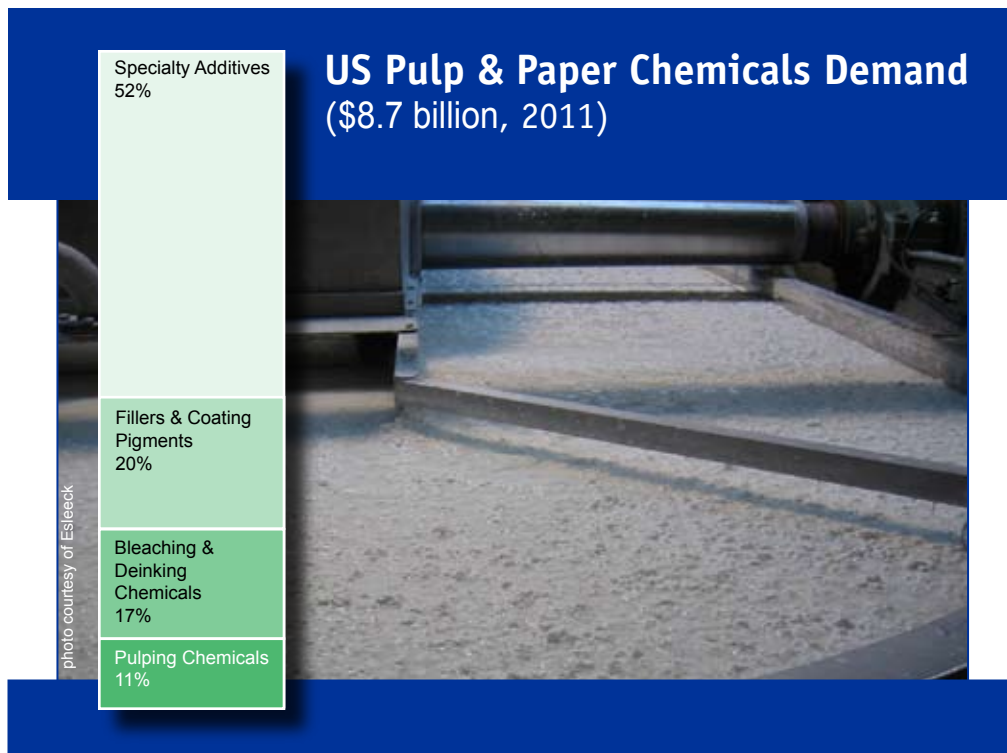 US Pulp & Paper Chemicals Demand
($8.7 billion, 2011)
Specialty Additives
52%
Fillers & Coating
Pigments
20%
Bleaching &
Deinking
Chemicals
17%
Pulping Chemicals
11%
photo courtesy of Esleeck